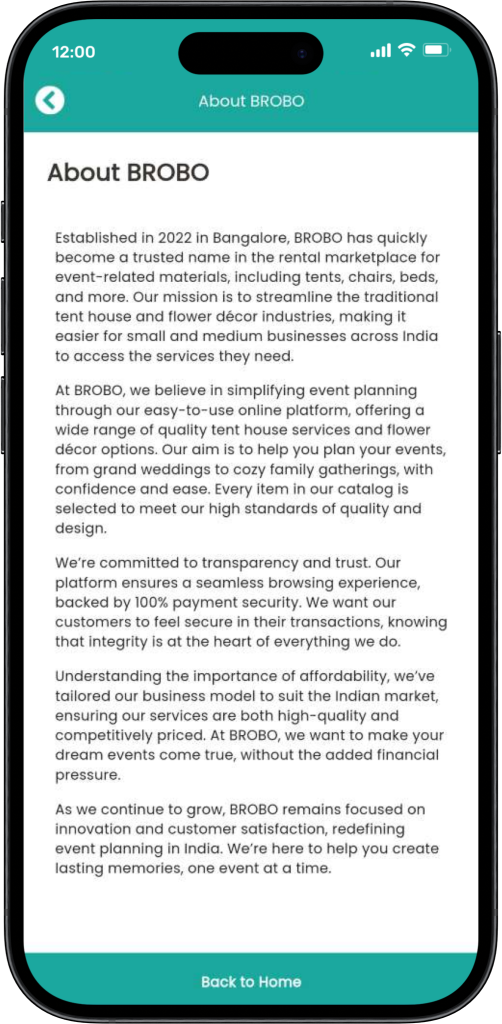 12:00
About BROBO
About BROBO
Established in 2022 in Bangalore, BROBO has quickly
become a trusted name in the rental marketplace for
event-related materials, including tents, chairs, beds,
and more. Our mission is to streamline the traditional
tent house and flower décor industries, making it
easier for small and medium businesses across India
to access the services they need.
At BROBO, we believe in simplifying event planning
through our easy-to-use online platform, offering a
wide range of quality tent house services and flower
décor options. Our aim is to help you plan your events,
from grand weddings to cozy family gatherings, with
confidence and ease. Every item in our catalog is
selected to meet our high standards of quality and
design.
We're committed to transparency and trust. Our
platform ensures a seamless browsing experience,
backed by 100% payment security. We want our
customers to feel secure in their transactions, knowing
that integrity is at the heart of everything we do.
Understanding the importance of affordability, we've
tailored our business model to suit the Indian market,
ensuring our services are both high-quality and
competitively priced. At BROBO, we want to make your
dream events come true, without the added financial
pressure.
As we continue to grow, BROBO remains focused on
innovation and customer satisfaction, redefining
event planning in India. We're here to help you create
lasting memories, one event at a time.
Back to Home